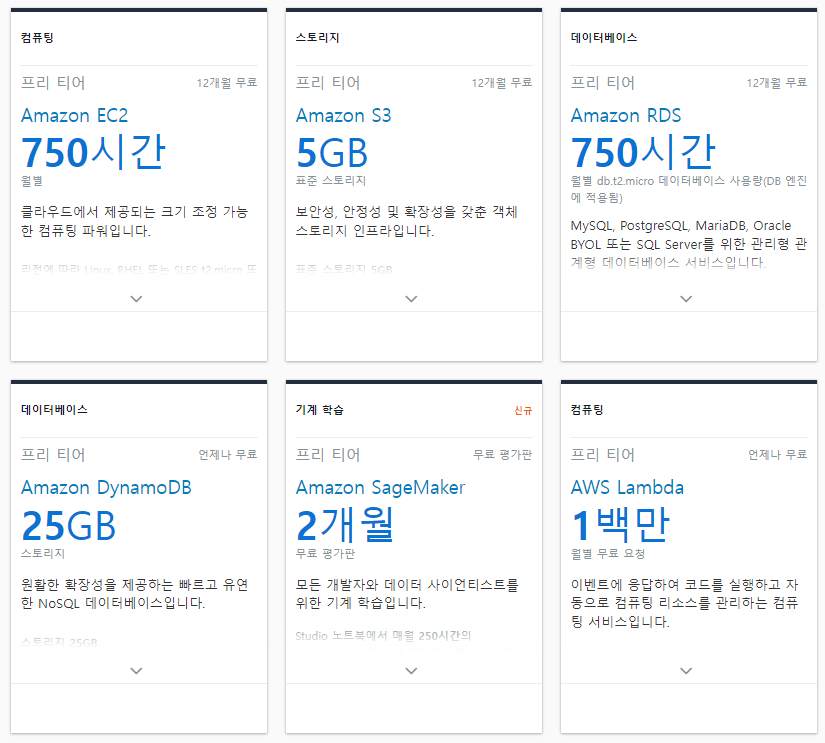 컴퓨팅
프리 티어
12개월 무료
Amazon EC2
750시간
월별
클라우드에서 제공되는 크기 조정 가능
한 컴퓨팅 파워입니다.
리전에 따라 Linux, RHEL 또는 SLES t2.micro 또
스토리지
프리 티어
12개월 무료
Amazon S3
5GB
표준 스토리지
보안성, 안정성 및 확장성을 갖춘 객체
스토리지 인프라입니다.
표준 스토리지 5GB
데이터베이스
프리 티어
12개월 무료
Amazon RDS
750시간
월별 db.t2.micro 데이터베이스 사용량(DB 엔진
에 적용됨)
MySQL, PostgreSQL, MariaDB, Oracle
BYOL 또는 SQL Server를 위한 관리형 관
계형 데이터베이스 서비스입니다.
데이터베이스
프리 티어
언제나 무료
Amazon DynamoDB
25GB
스토리지
원활한 확장성을 제공하는 빠르고 유연
한 NoSQL 데이터베이스입니다.
스토리지 25GB
기계 학습
신규
프리 티어
무료 평가판
Amazon SageMaker
2개월
무료 평가판
모든 개발자와 데이터 사이언티스트를
위한 기계 학습입니다.
Studio 노트북에서 매월 250시간의
컴퓨팅
프리 티어
언제나 무료
AWS Lambda
1백만
월별 무료 요청
이벤트에 응답하여 코드를 실행하고 자
동으로 컴퓨팅 리소스를 관리하는 컴퓨
팅 서비스입니다.